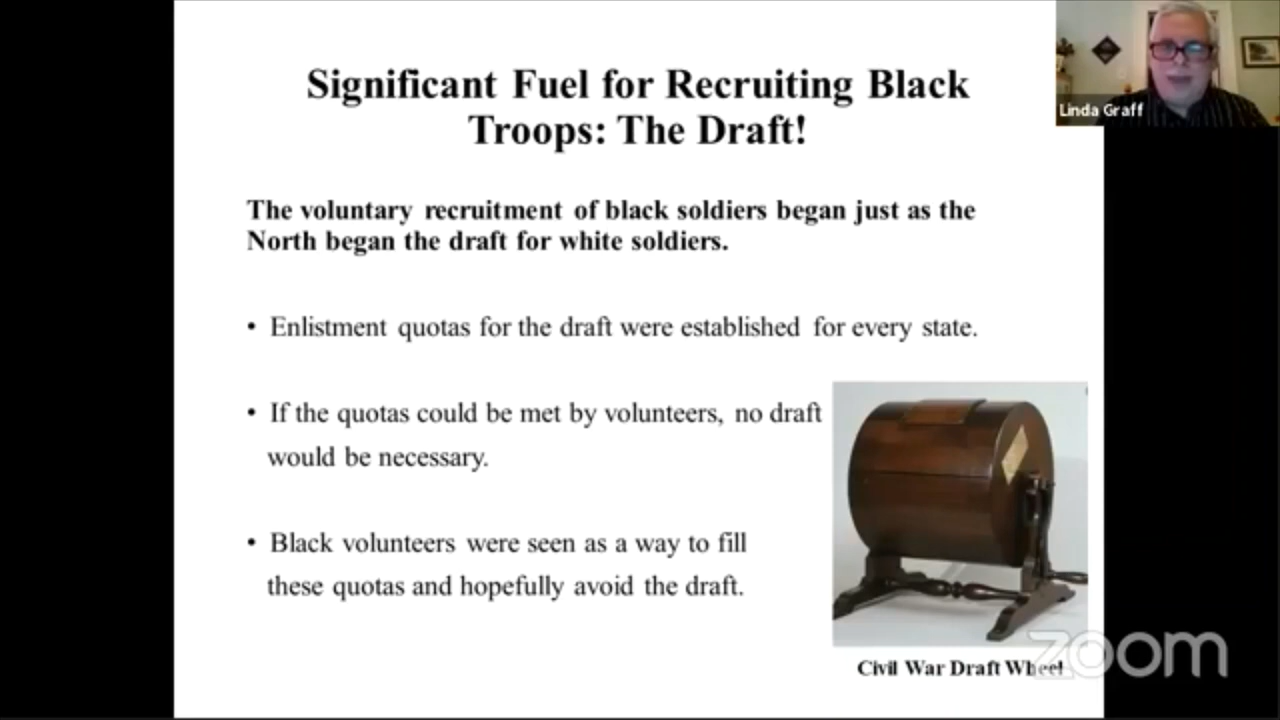 Significant Fuel for Recruiting Black
Troops: The Draft!
Linda Graff
The voluntary recruitment of black soldiers began just as the
North began the draft for white soldiers.
• Enlistment quotas for the draft were established for every state.
• If the quotas could be met by volunteers, no draft
would be necessary.
• Black volunteers were seen as a way to fill
these quotas and hopefully avoid the draft.
Civil War Draft Wheel
zoom